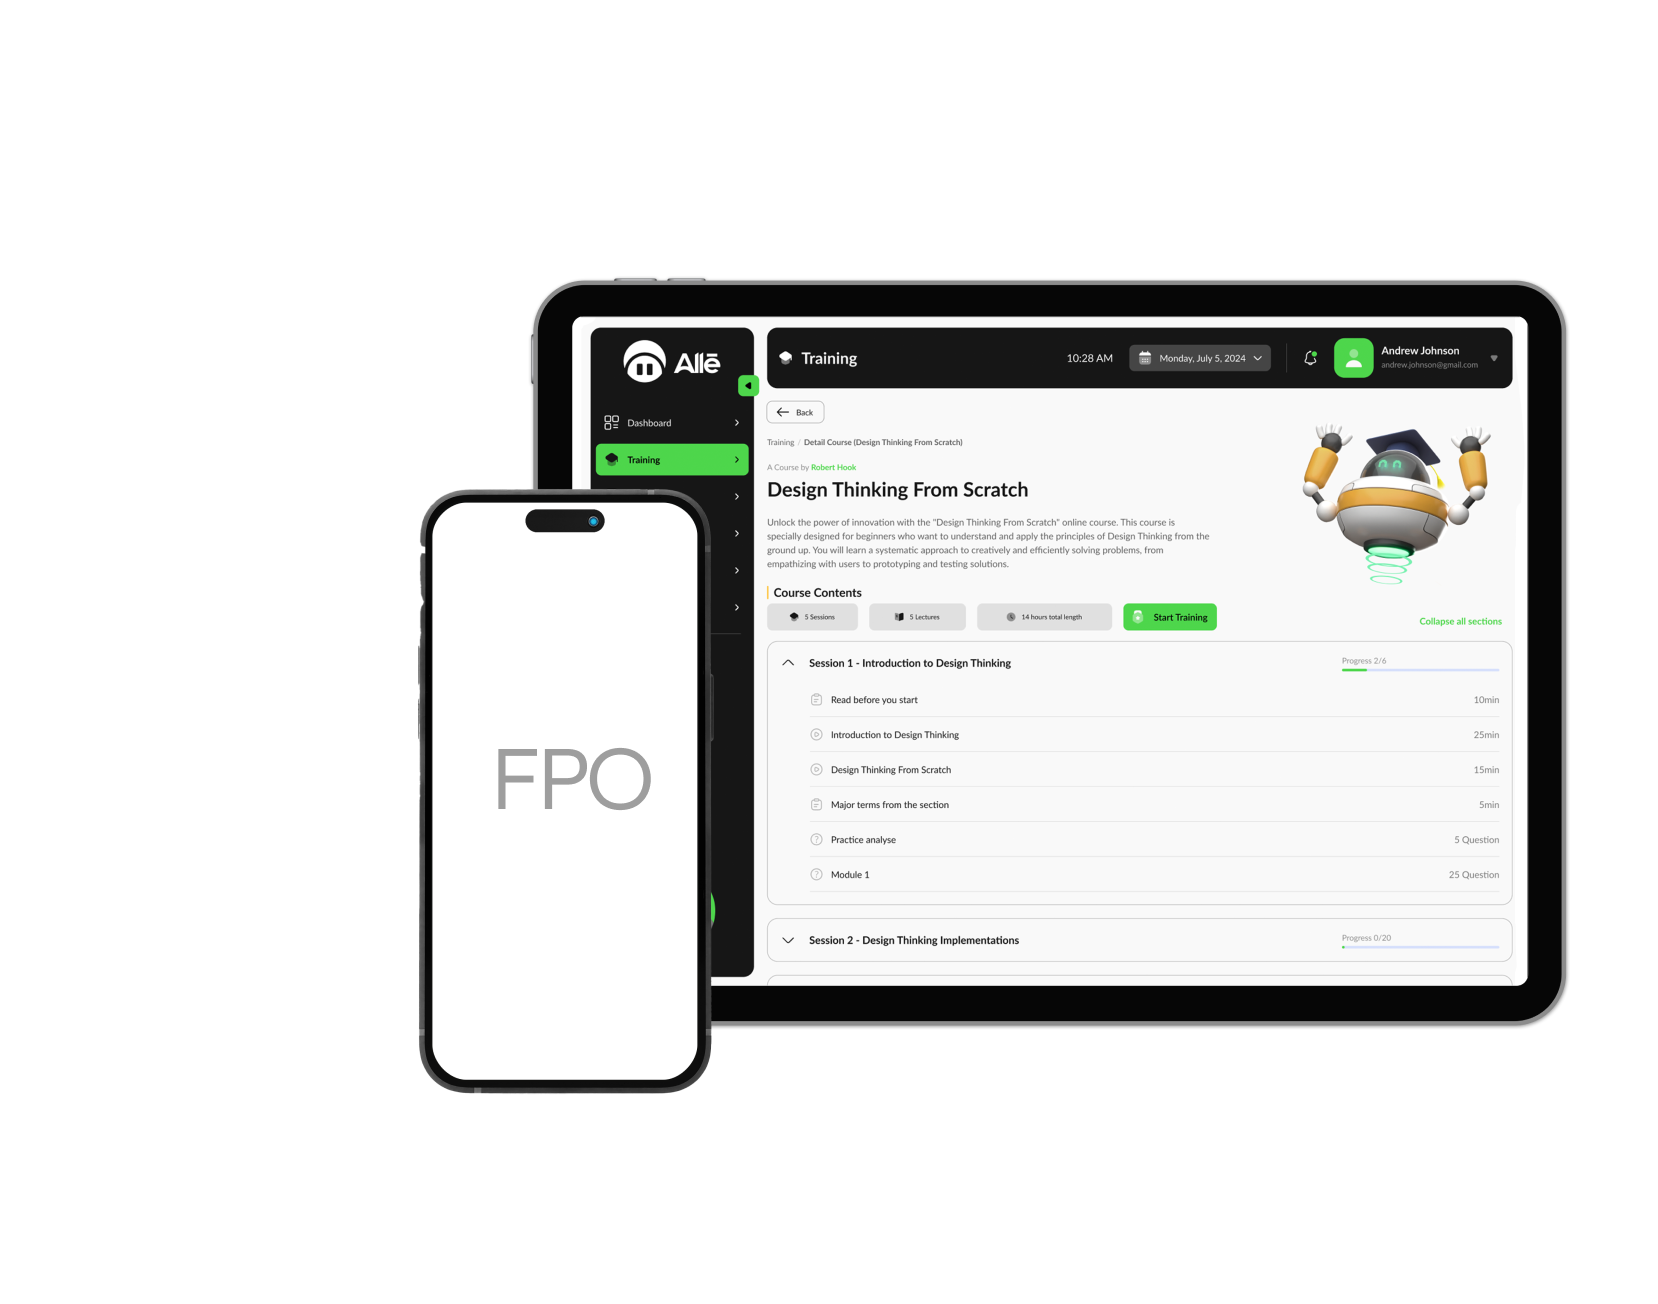 Allē
Training
10:28 AM
Monday, July 5, 2024
Andrew Johnson
andrew.johnson@gmail.com
Dashboard
Training
Back
Training / Detail Course (Design Thinking From Scratch)
A Course by Robert Hook
Design Thinking From Scratch
Unlock the power of innovation with the "Design Thinking From Scratch" online course. This course is
specially designed for beginners who want to understand and apply the principles of Design Thinking from the
ground up. You will learn a systematic approach to creatively and efficiently solving problems, from
empathizing with users to prototyping and testing solutions.
Course Contents
5 Sessions
5 Lectures
14 hours total length
Start Training
Collapse all sections
Session 1 - Introduction to Design Thinking
Progress 2/6
Read before you start 10min
Introduction to Design Thinking 25min
Design Thinking From Scratch 15min
Major terms from the section 5min
Practice analyse 5 Question
Module 1 25 Question
Session 2 - Design Thinking Implementations
Progress 0/20
FPO